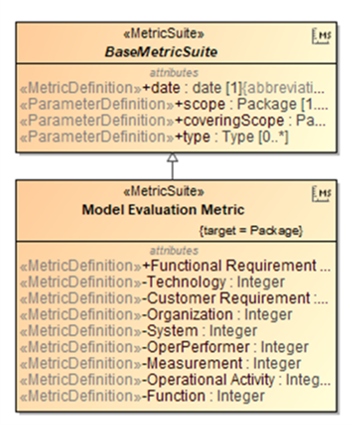 «MetricSuite»
BaseMetricSuite
attributes
«MetricDefinition»+date : date [1]{abbreviati...
«ParameterDefinition»+scope : Package [1....
«ParameterDefinition»+coveringScope : Pa...
«ParameterDefinition»+type : Type [0..*]
«MetricSuite»
Model Evaluation Metric
{target = Package}
attributes
«MetricDefinition»+Functional Requirement ...
«MetricDefinition»-Technology : Integer
«MetricDefinition»-Customer Requirement :...
«MetricDefinition»-Organization : Integer
«MetricDefinition»-System : Integer
«MetricDefinition»-OperPerformer : Integer
«MetricDefinition»-Measurement : Integer
«MetricDefinition»-Operational Activity : Integ...
«MetricDefinition»-Function : Integer